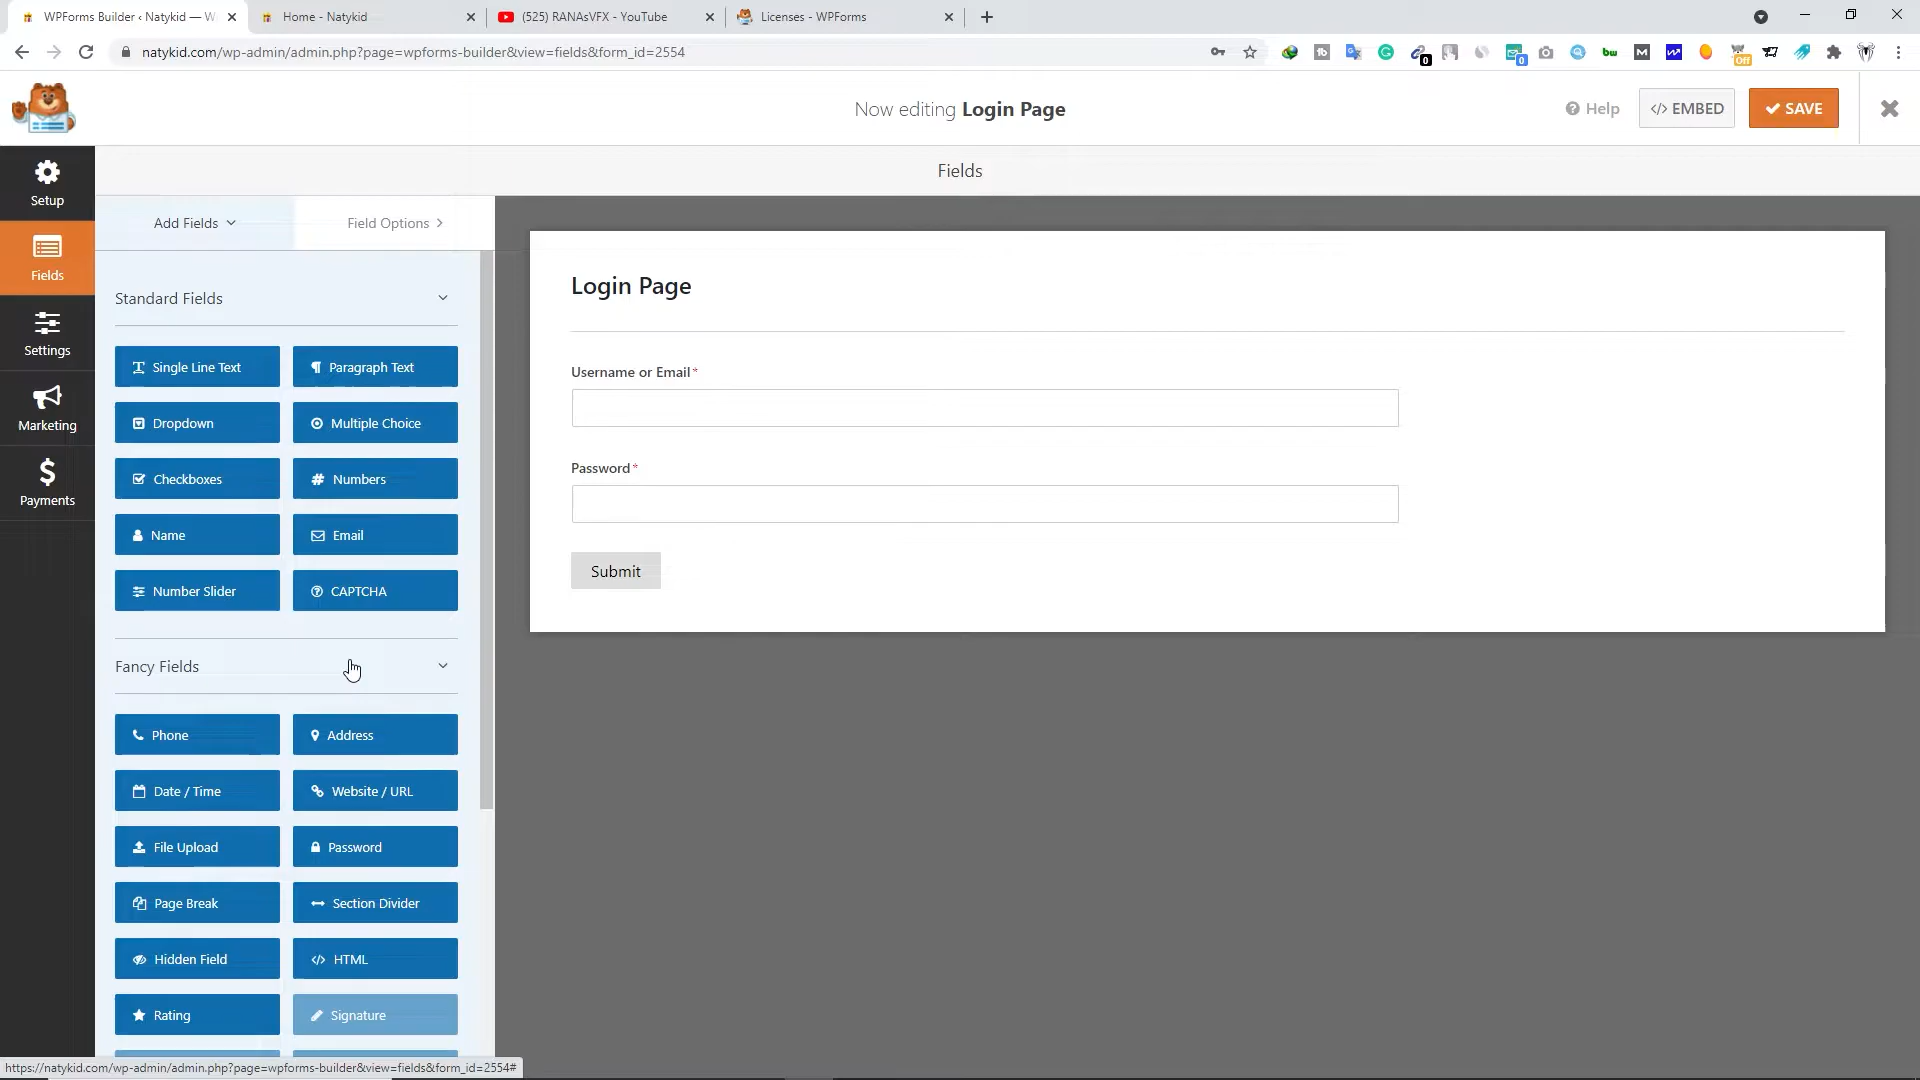 WPForms Builder ‹ Natykid — W
Home - Natykid
(525) RANAsVFX - YouTube
Licenses - WPForms
natykid.com/wp-admin/admin.php?page=wpforms-builder&view=fields&form_id=2554
Now editing Login Page
Help
</> EMBED
SAVE
Setup
Fields
Settings
Marketing
Payments
Fields
Add Fields
Field Options
Standard Fields
Single Line Text
Paragraph Text
Dropdown
Multiple Choice
Checkboxes
Numbers
Name
Email
Number Slider
CAPTCHA
Fancy Fields
Phone
Address
Date / Time
Website / URL
File Upload
Password
Page Break
Section Divider
Hidden Field
HTML
Rating
Signature
Login Page
Username or Email*
Password*
Submit
https://natykid.com/wp-admin/admin.php?page=wpforms-builder&view=fields&form_id=2554#